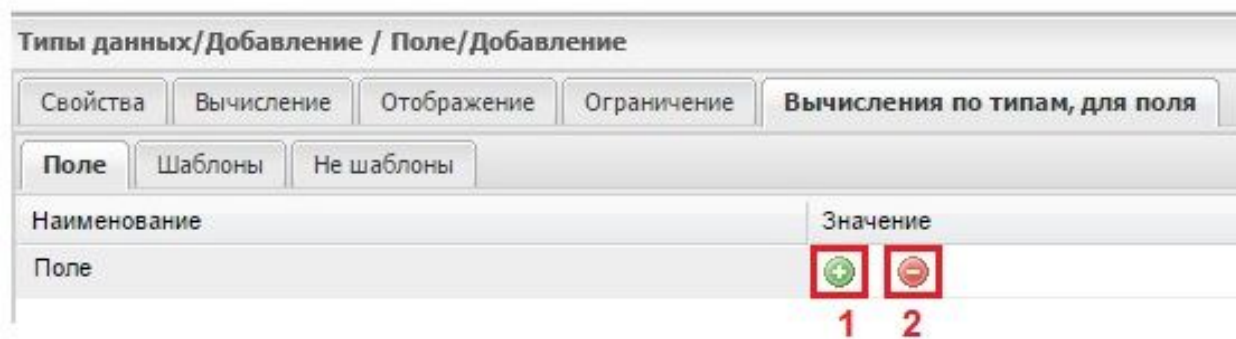 Типы данных/Добавление / Поле/Добавление
Свойства Вычисление Отображение Ограничение Вычисления по типам, для поля
Поле Шаблоны Не шаблоны
Наименование Значение
Поле
1 2